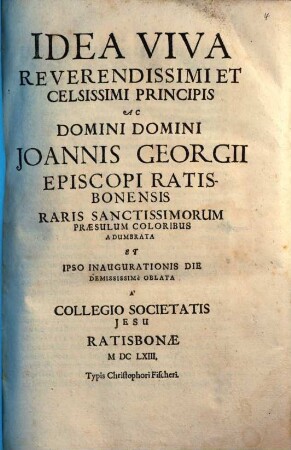 4
IDEA VIVA
REVERENDISSIMI ET
CELSISSIMI PRINCIPIS
AC
DOMINI DOMINI
JOANNIS GEORGII
EPISCOPI RATIS-
BONENSIS
RARIS SANCTISSIMORUM
PRÆSULUM COLORIBUS
ADUMBRATA
ET
IPSO INAUGURATIONIS DIE
DEMISSISSIMè OBLATA
A'
COLLEGIO SOCIETATIS
JESU
RATISBONÆ
M DC LXIII,
Typis Christophori Fischeri.